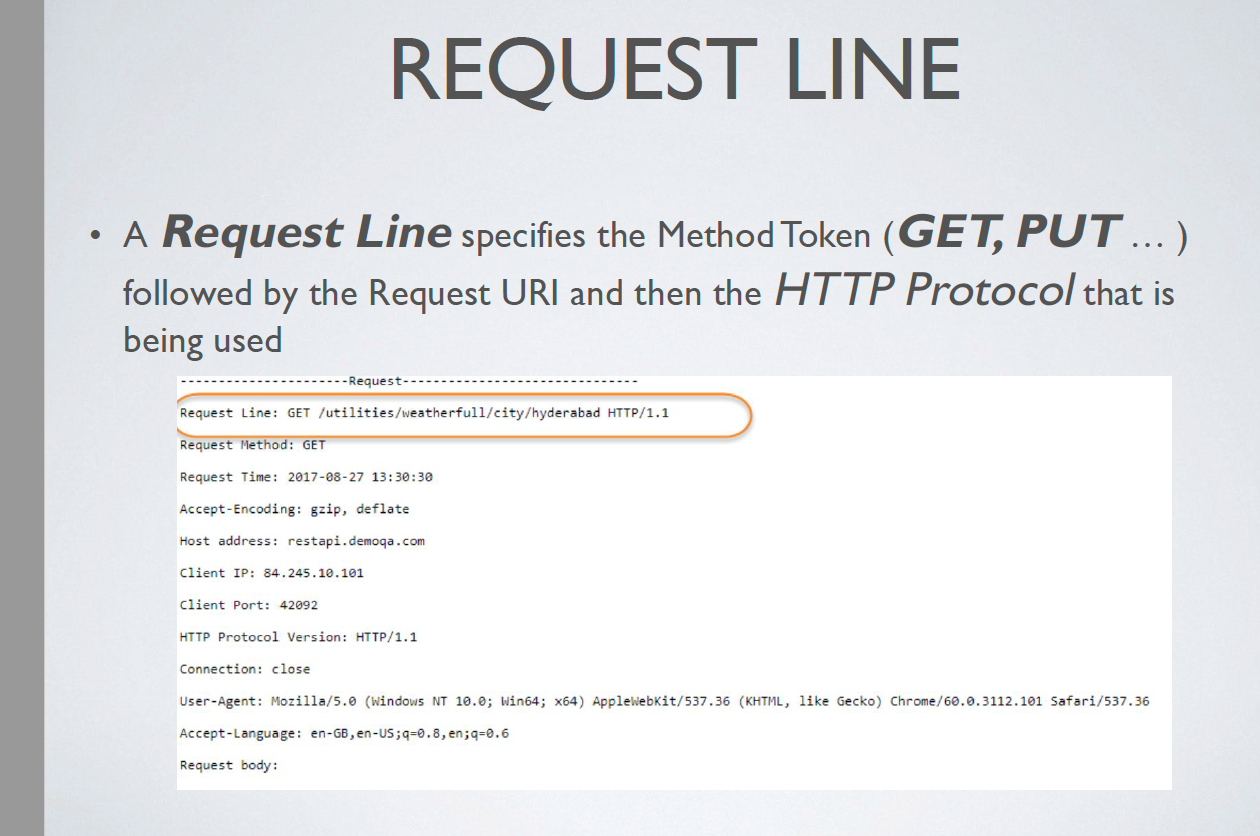 REQUEST LINE
• A Request Line specifies the Method Token (GET, PUT … )
followed by the Request URI and then the HTTP Protocol that is
being used
----------------------Request-------------------------------
Request Line: GET /utilities/weatherfull/city/hyderabad HTTP/1.1
Request Method: GET
Request Time: 2017-08-27 13:30:30
Accept-Encoding: gzip, deflate
Host address: restapi.demoqa.com
Client IP: 84.245.10.101
Client Port: 42092
HTTP Protocol Version: HTTP/1.1
Connection: close
User-Agent: Mozilla/5.0 (Windows NT 10.0; Win64; x64) AppleWebKit/537.36 (KHTML, like Gecko) Chrome/60.0.3112.101 Safari/537.36
Accept-Language: en-GB,en-US;q=0.8,en;q=0.6
Request body: